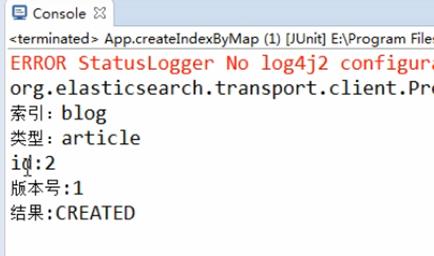 Console
<terminated> App.createIndexByMap (1) [JUnit] E:\Program Files
ERROR StatusLogger No log4j2 configura
org.elasticsearch.transport.client.Pre
索引：blog
类型：article
id:2
版本号:1
结果:CREATED